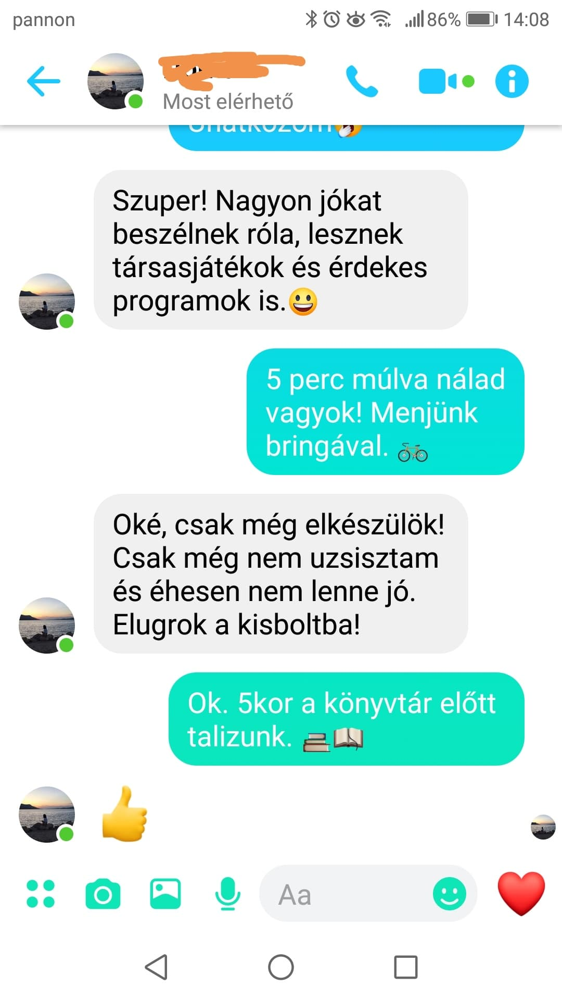 pannon
86%
14:08
Most elérhető
Unatkozom
Szuper! Nagyon jókat
beszélnek róla, lesznek
társasjátékok és érdekes
programok is.😃
5 perc múlva nálad
vagyok! Menjünk
bringával. 🚲
Oké, csak még elkészülök!
Csak még nem uzsisztam
és éhesen nem lenne jó.
Elugrok a kisboltba!
Ok. 5kor a könyvtár előtt
talizunk. 📚📖
Aa